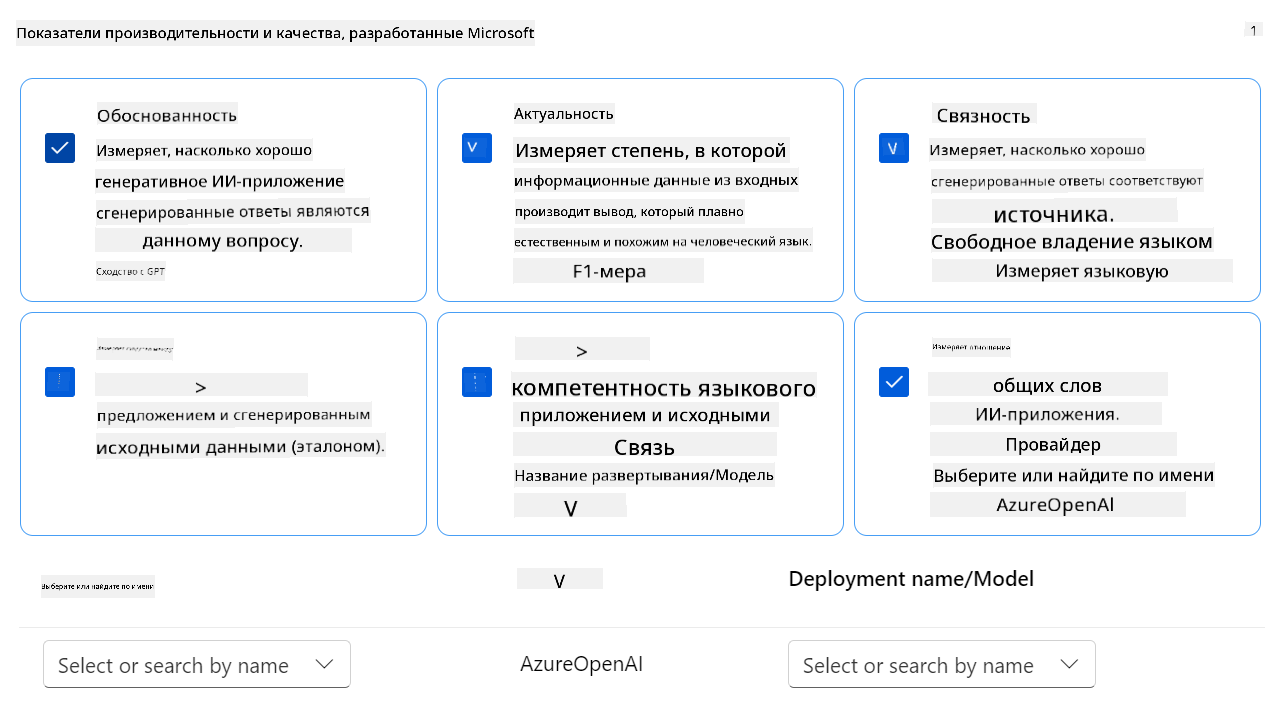 Показатели производительности и качества, разработанные Microsoft
1
Обоснованность
Измеряет, насколько хорошо
генеративное ИИ-приложение
сгенерированные ответы являются
данному вопросу.
Сходство с GPT
Актуальность
V
Измеряет степень, в которой
информационные данные из входных
производит вывод, который плавно
естественным и похожим на человеческий язык.
F1-мера
Связность
V
Измеряет, насколько хорошо
сгенерированные ответы соответствуют
источника.
Свободное владение языком
Измеряет языковую
>
предложением и сгенерированным
исходными данными (эталоном).
>
компетентность языкового
приложением и исходными
Связь
Название развертывания/Модель
V
Измеряет отношение
общих слов
ИИ-приложения.
Провайдер
Выберите или найдите по имени
AzureOpenAI
Выберите или найдите по имени
V
Deployment name/Model
Select or search by name
AzureOpenAI
Select or search by name